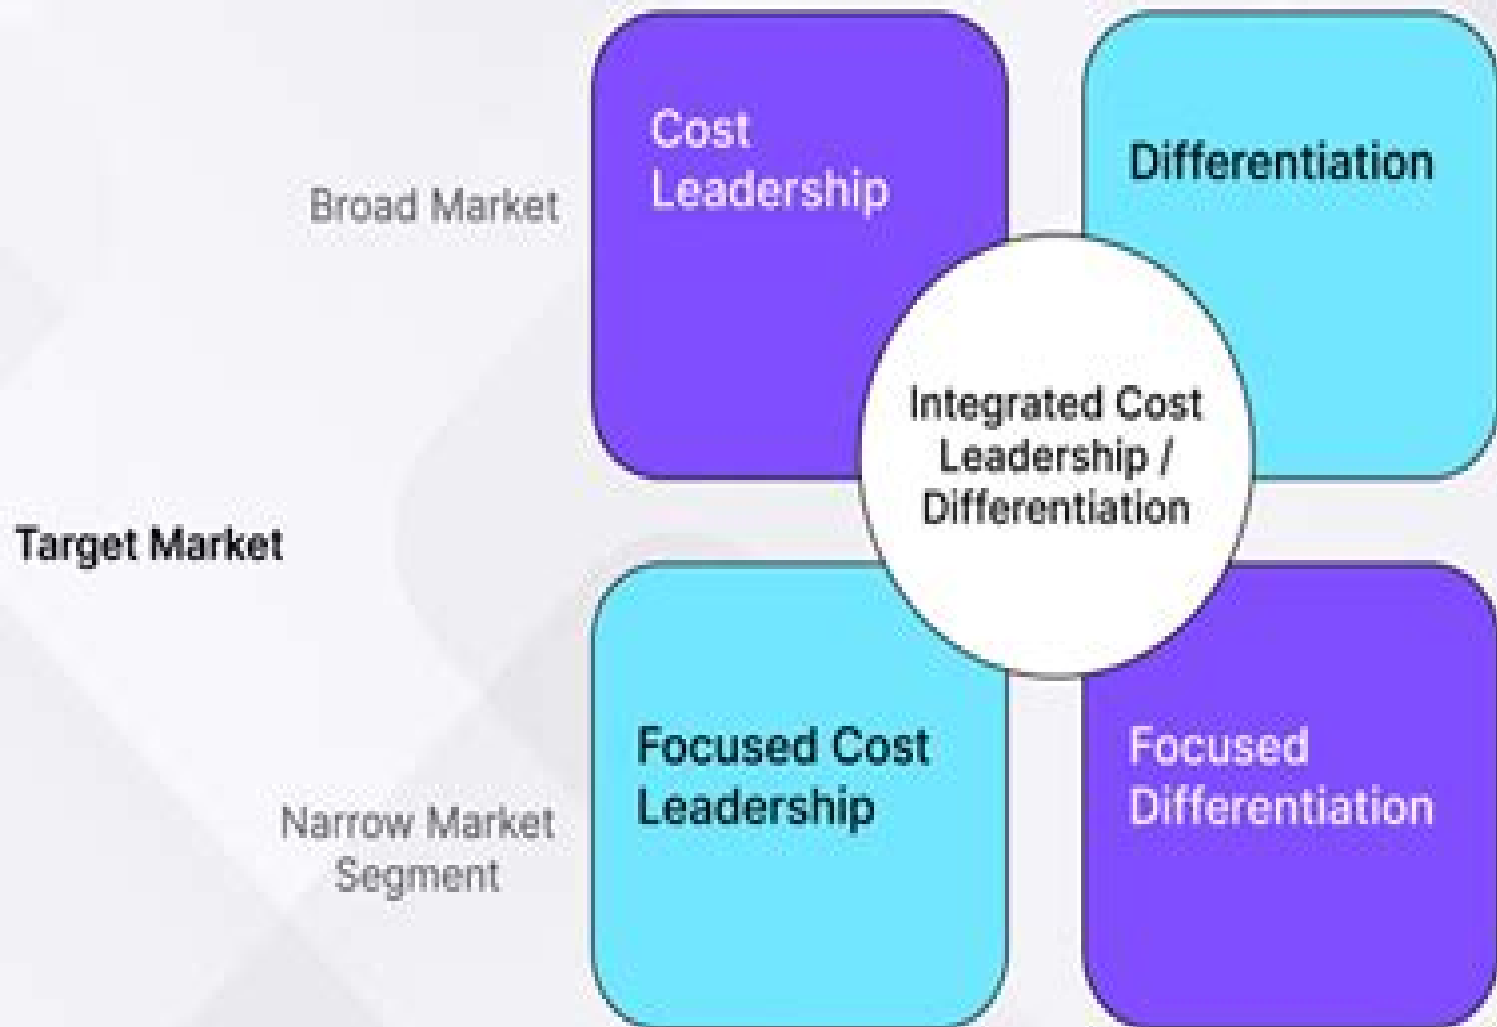 Cost
Leadership
Differentiation
Broad Market
Integrated Cost
Leadership /
Differentiation
Target Market
Focused Cost
Leadership
Focused
Differentiation
Narrow Market
Segment